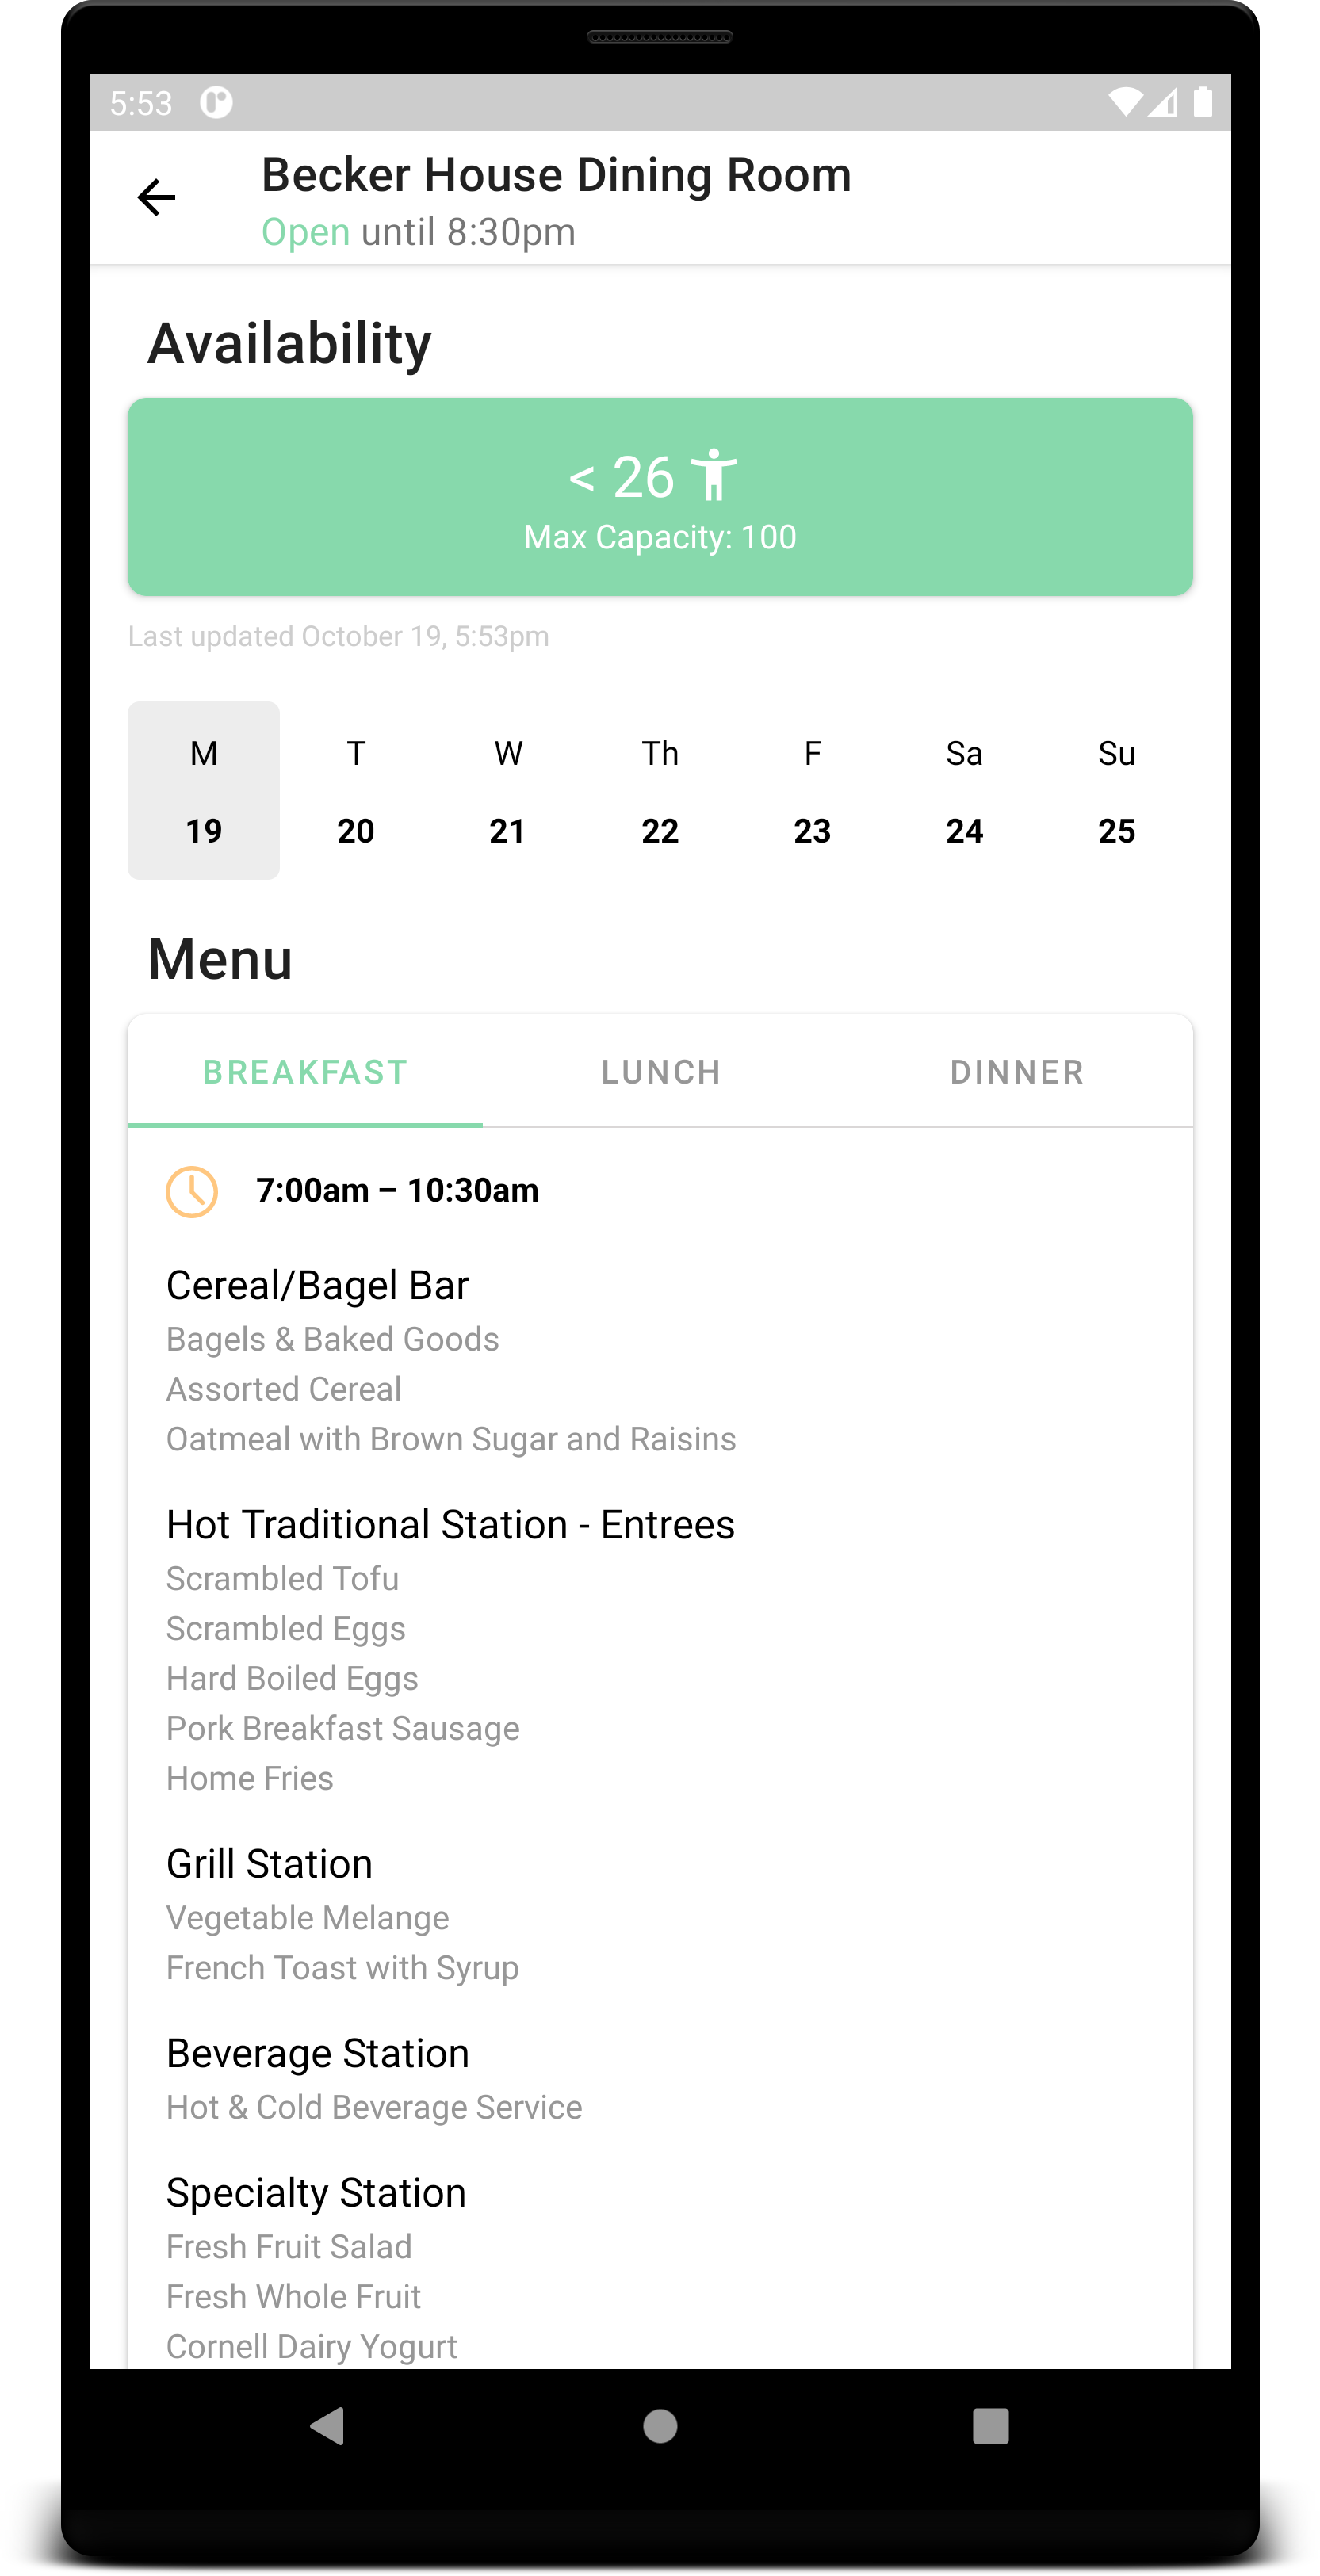 5:53
Becker House Dining Room
Open until 8:30pm
Availability
< 26
Max Capacity: 100
Last updated October 19, 5:53pm
M T W Th F Sa Su
19 20 21 22 23 24 25
Menu
BREAKFAST LUNCH DINNER
7:00am – 10:30am
Cereal/Bagel Bar
Bagels & Baked Goods
Assorted Cereal
Oatmeal with Brown Sugar and Raisins
Hot Traditional Station - Entrees
Scrambled Tofu
Scrambled Eggs
Hard Boiled Eggs
Pork Breakfast Sausage
Home Fries
Grill Station
Vegetable Melange
French Toast with Syrup
Beverage Station
Hot & Cold Beverage Service
Specialty Station
Fresh Fruit Salad
Fresh Whole Fruit
Cornell Dairy Yogurt